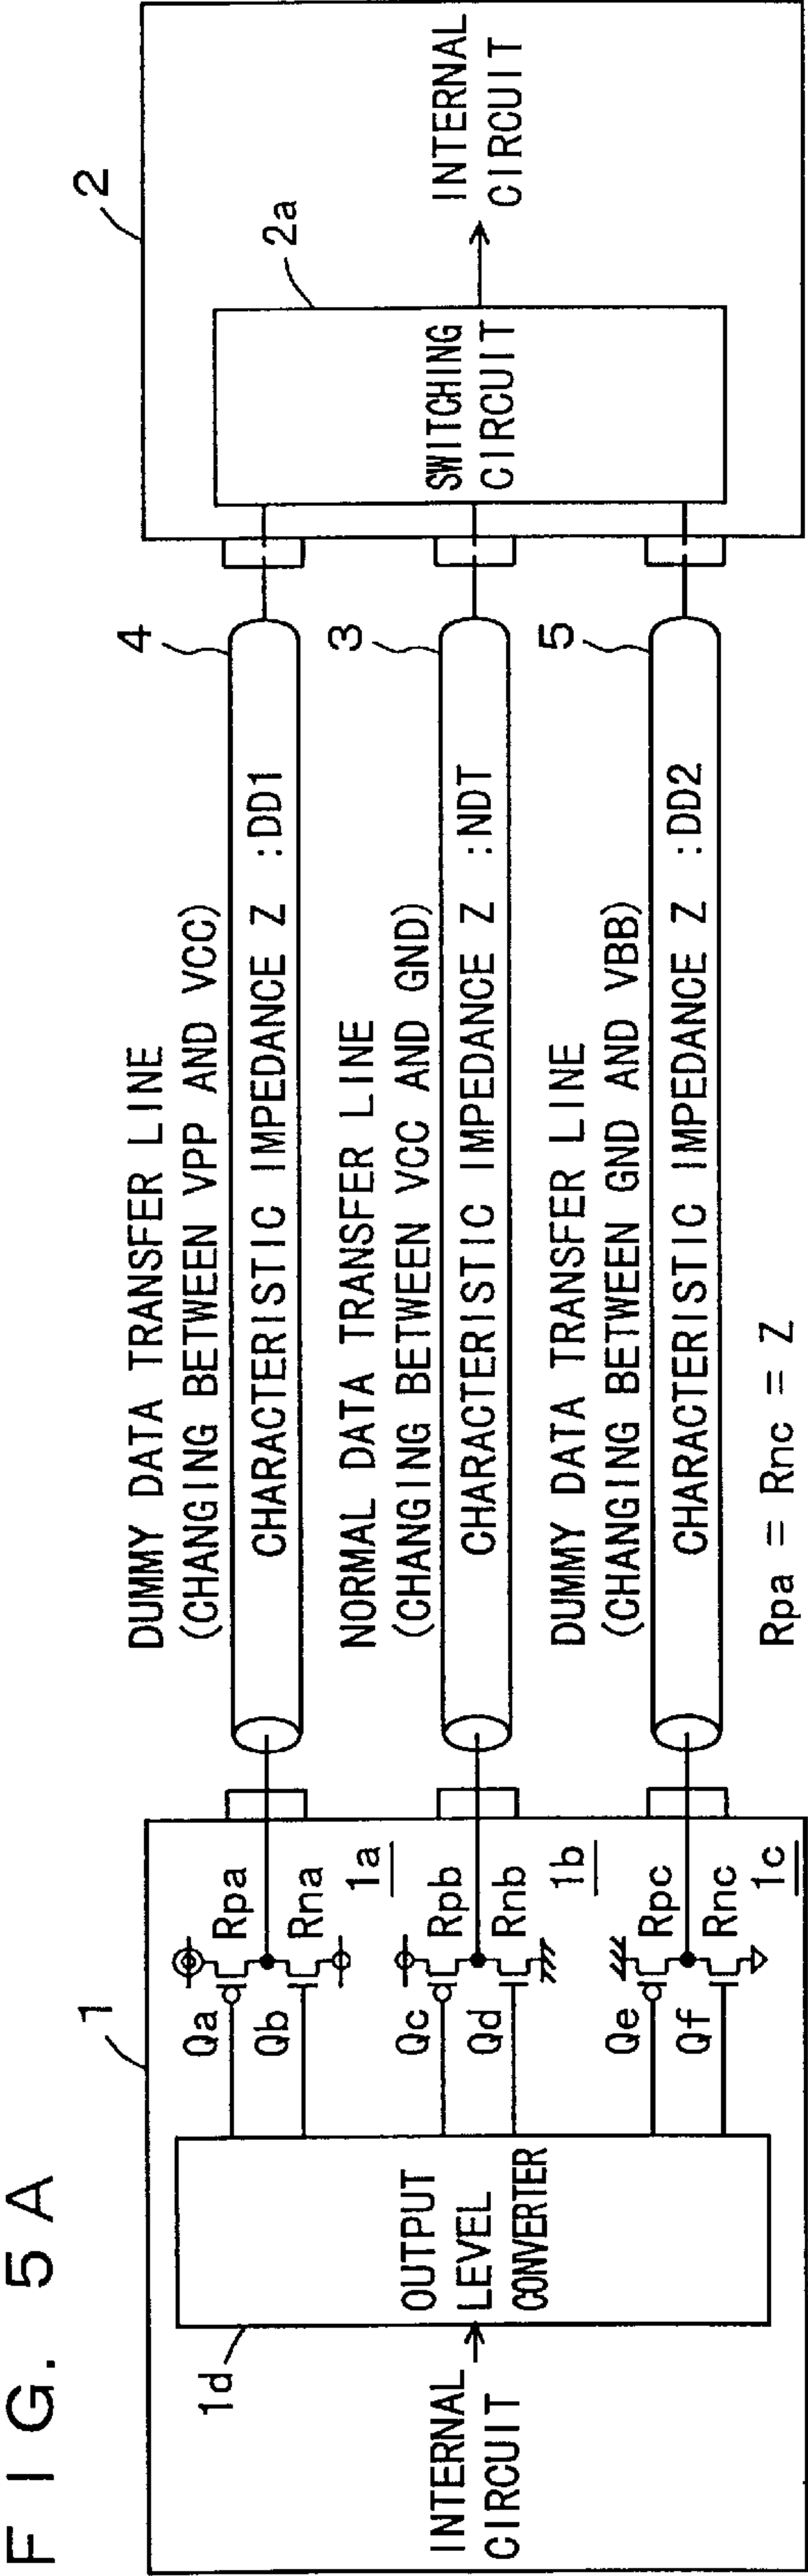 FIG. 5A
1
1d
INTERNAL
CIRCUIT
OUTPUT
LEVEL
CONVERTER
Qa
Qb
Rpa
Rna
1a
Qc
Qd
Rpb
Rnb
1b
Qe
Qf
Rpc
Rnc
1c
DUMMY DATA TRANSFER LINE
(CHANGING BETWEEN VPP AND VCC)
4
CHARACTERISTIC IMPEDANCE Z :DD1
NORMAL DATA TRANSFER LINE
(CHANGING BETWEEN VCC AND GND)
3
CHARACTERISTIC IMPEDANCE Z :NDT
DUMMY DATA TRANSFER LINE
(CHANGING BETWEEN GND AND VBB)
5
CHARACTERISTIC IMPEDANCE Z :DD2
Rpa = Rnc = Z
2
2a
SWITCHING
CIRCUIT
INTERNAL
CIRCUIT